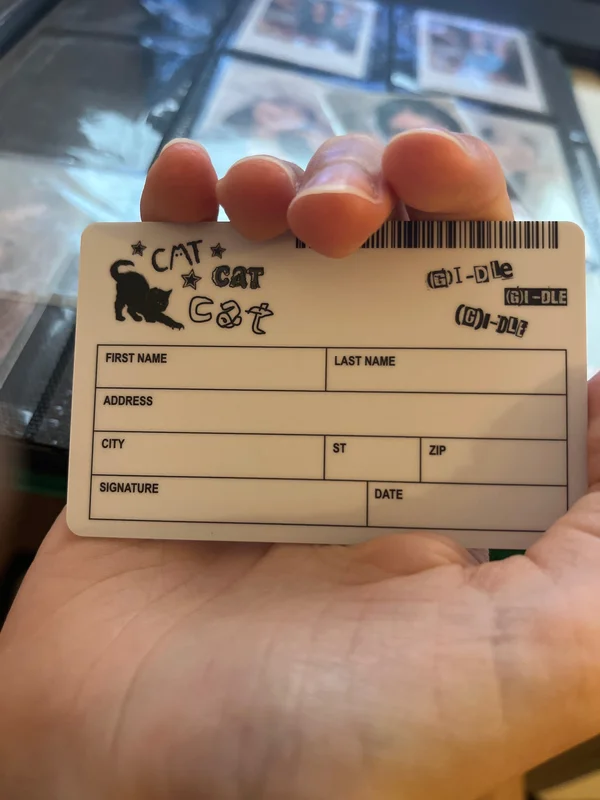 CAT
CAT
Cat
(G)I-DLE
(G)I-DLE
(G)I-DLE
FIRST NAME LAST NAME
ADDRESS
CITY ST ZIP
SIGNATURE DATE